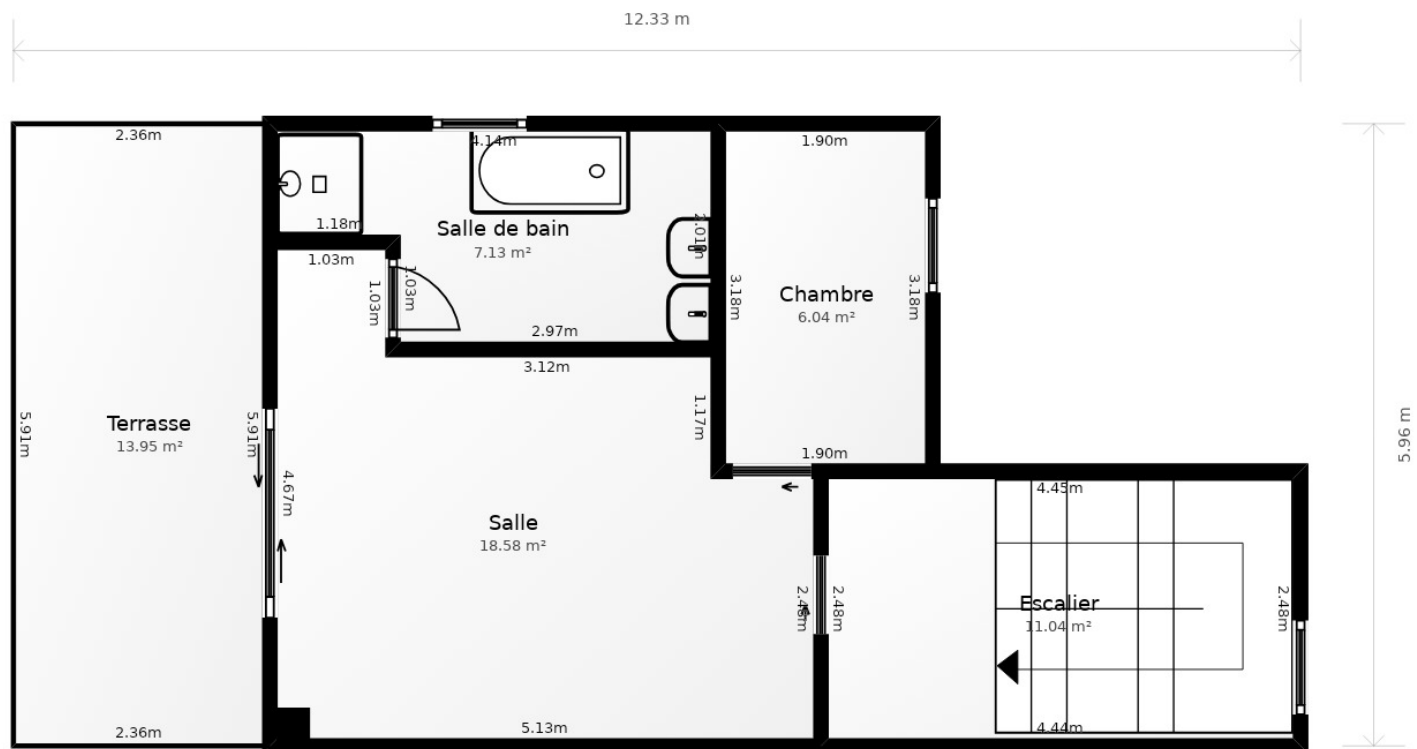 12.33 m
2.36m
4.14m
1.90m
1.18m
Salle de bain
7.13 m²
2.01m
1.03m
1.03m
1.03m
3.18m
Chambre
6.04 m²
3.18m
2.97m
3.12m
Terrasse
13.95 m²
5.91m
5.91m
1.17m
5.96 m
1.90m
4.67m
4.45m
Salle
18.58 m²
2.48m
2.48m
Escalier
11.04 m²
2.48m
2.36m
5.13m
4.44m